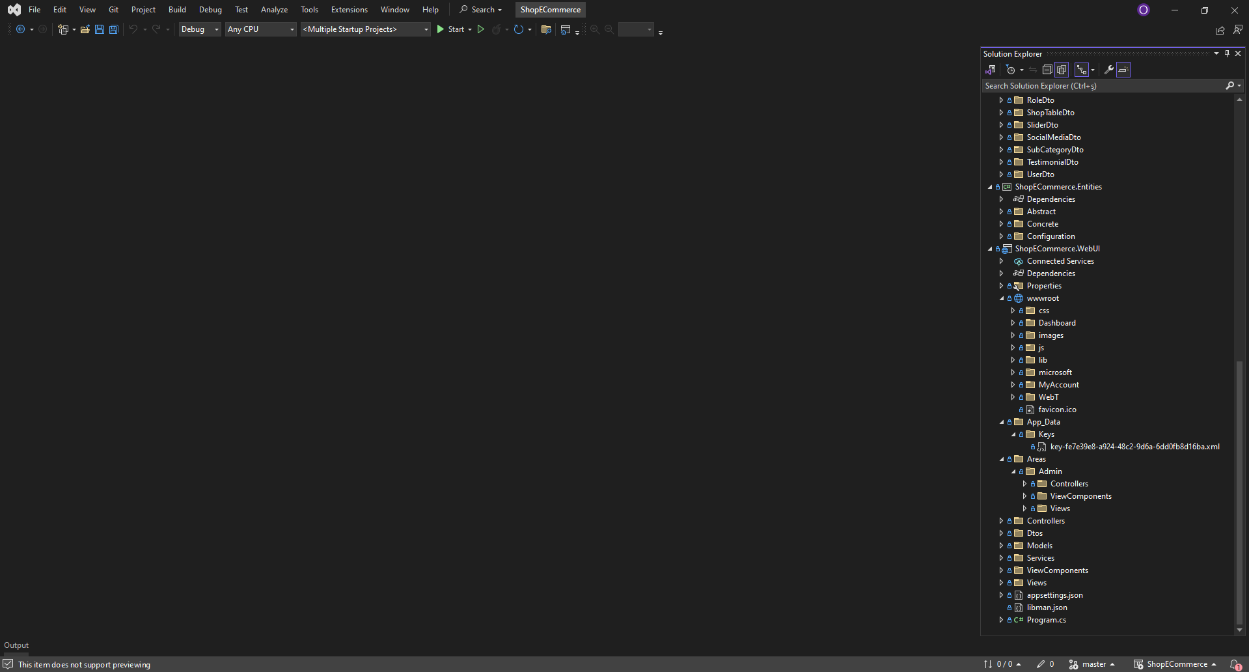 File Edit View Git Project Build Debug Test Analyze Tools Extensions Window Help Search ShopECommerce
Debug Any CPU <Multiple Startup Projects> Start
Solution Explorer
Search Solution Explorer (Ctrl+ş)
RoleDto
ShopTableDto
SliderDto
SocialMediaDto
SubCategoryDto
TestimonialDto
UserDto
ShopECommerce.Entities
Dependencies
Abstract
Concrete
Configuration
ShopECommerce.WebUI
Connected Services
Dependencies
Properties
wwwroot
css
Dashboard
images
js
lib
microsoft
MyAccount
WebT
favicon.ico
App_Data
Keys
key-fe7e39e8-a924-48c2-9d6a-6dd0fb8d16ba.xml
Areas
Admin
Controllers
ViewComponents
Views
Controllers
Dtos
Models
Services
ViewComponents
Views
appsettings.json
libman.json
C# Program.cs
Output
This item does not support previewing 0 / 0 0 master ShopECommerce 1